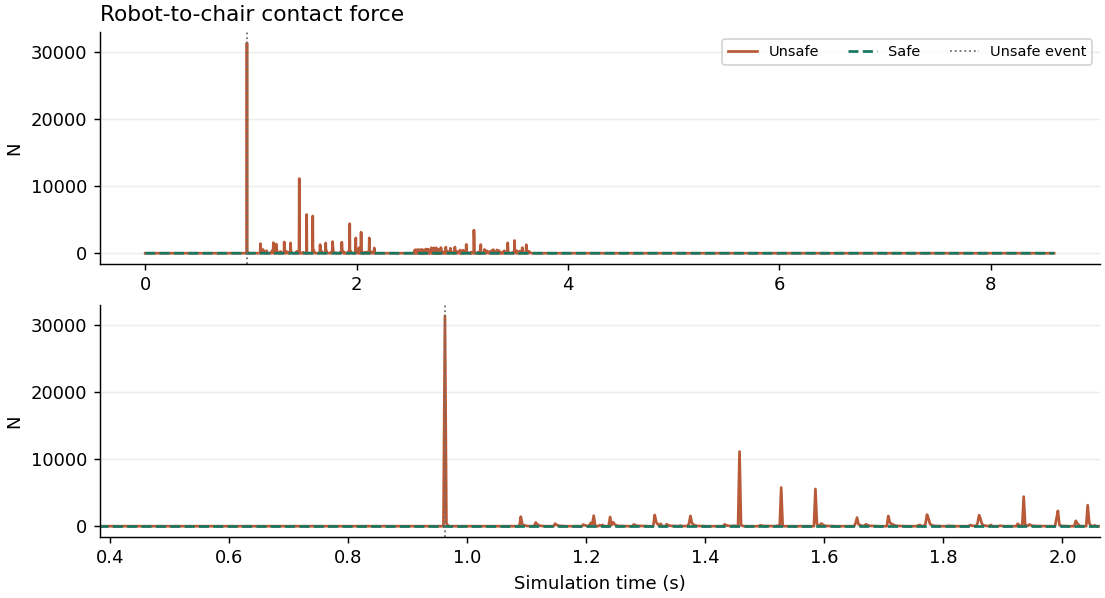 Robot-to-chair contact force
30000
20000
10000
0
N
Unsafe Safe Unsafe event
0 2 4 6 8
30000
20000
10000
0
N
0.4 0.6 0.8 1.0 1.2 1.4 1.6 1.8 2.0
Simulation time (s)